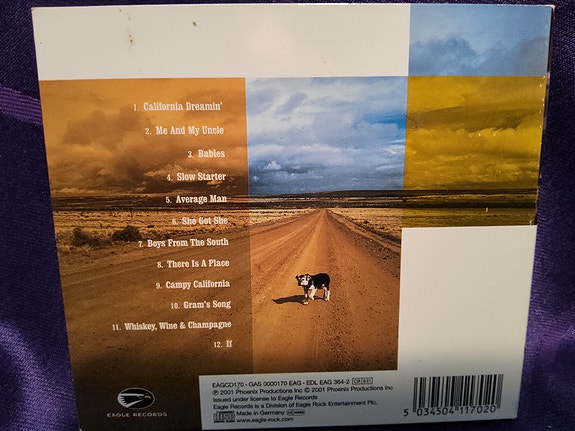 1. California Dreamin'
2. Me And My Uncle
3. Babies
4. Slow Starter
5. Average Man
6. She Got She
7. Boys From The South
8. There Is A Place
9. Campy California
10. Gram's Song
11. Whiskey, Wine & Champagne
12. If
EAGLE RECORDS
EAGCD170 · GAS 0000170 EAG · EDL EAG 364-2
℗ 2001 Phoenix Productions Inc © 2001 Phoenix Productions Inc
Issued under license to Eagle Records
Eagle Records is a Division of Eagle Rock Entertainment Plc.
Made in Germany
www.eagle-rock.com
5 034504 117020